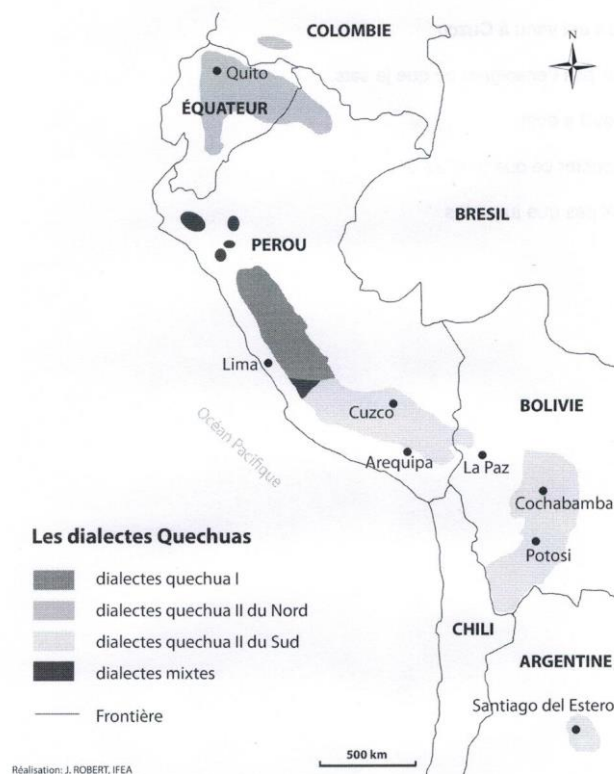 COLOMBIE
N
Quito
ÉQUATEUR
BRESIL
PEROU
Lima
Cuzco
BOLIVIE
Océan Pacifique
Arequipa
La Paz
Cochabamba
Potosi
Les dialectes Quechuas
dialectes quechua I
dialectes quechua II du Nord
dialectes quechua II du Sud
dialectes mixtes
Frontière
CHILI
ARGENTINE
Santiago del Estero
500 km
Réalisation: J. ROBERT, IFEA